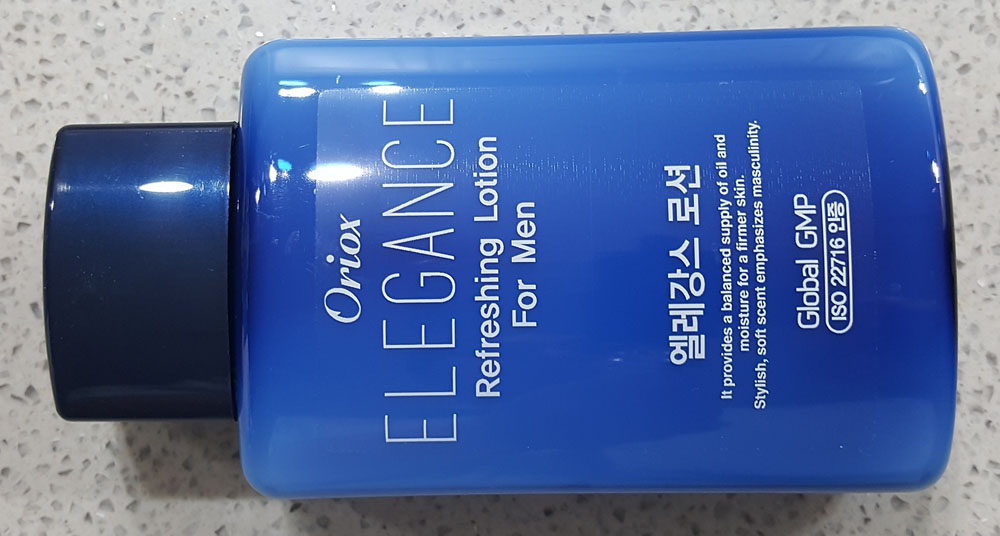 Oriox
ELEGANCE
Refreshing Lotion
For Men
엘레강스 로션
It provides a balanced supply of oil and
moisture for a firmer skin.
Stylish, soft scent emphasizes masculinity.
Global GMP
ISO 22716 인증